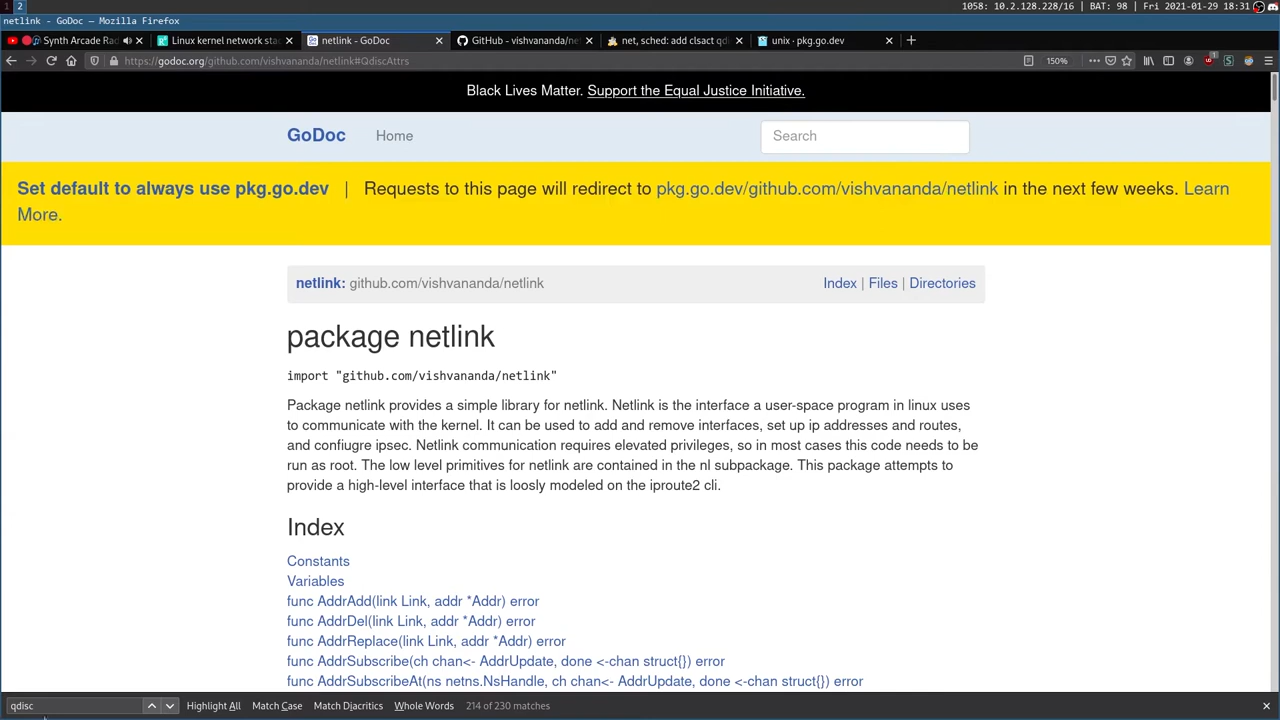 1 2 1058: 10.2.128.228/16 | BAT: 98 | Fri 2021-01-29 18:31
netlink - GoDoc — Mozilla Firefox
Synth Arcade Rad Linux kernel network sta netlink - GoDoc GitHub - vishvananda/net net, sched: add clsact qdi unix · pkg.go.dev
https://godoc.org/github.com/vishvananda/netlink#QdiscAttrs 150%
Black Lives Matter. Support the Equal Justice Initiative.
GoDoc Home Search
Set default to always use pkg.go.dev | Requests to this page will redirect to pkg.go.dev/github.com/vishvananda/netlink in the next few weeks. Learn
More.
netlink: github.com/vishvananda/netlink Index | Files | Directories
package netlink
import "github.com/vishvananda/netlink"
Package netlink provides a simple library for netlink. Netlink is the interface a user-space program in linux uses
to communicate with the kernel. It can be used to add and remove interfaces, set up ip addresses and routes,
and confiugre ipsec. Netlink communication requires elevated privileges, so in most cases this code needs to be
run as root. The low level primitives for netlink are contained in the nl subpackage. This package attempts to
provide a high-level interface that is loosly modeled on the iproute2 cli.
Index
Constants
Variables
func AddrAdd(link Link, addr *Addr) error
func AddrDel(link Link, addr *Addr) error
func AddrReplace(link Link, addr *Addr) error
func AddrSubscribe(ch chan<- AddrUpdate, done <-chan struct{}) error
func AddrSubscribeAt(ns netns.NsHandle, ch chan<- AddrUpdate, done <-chan struct{}) error
qdisc Highlight All Match Case Match Diacritics Whole Words 214 of 230 matches